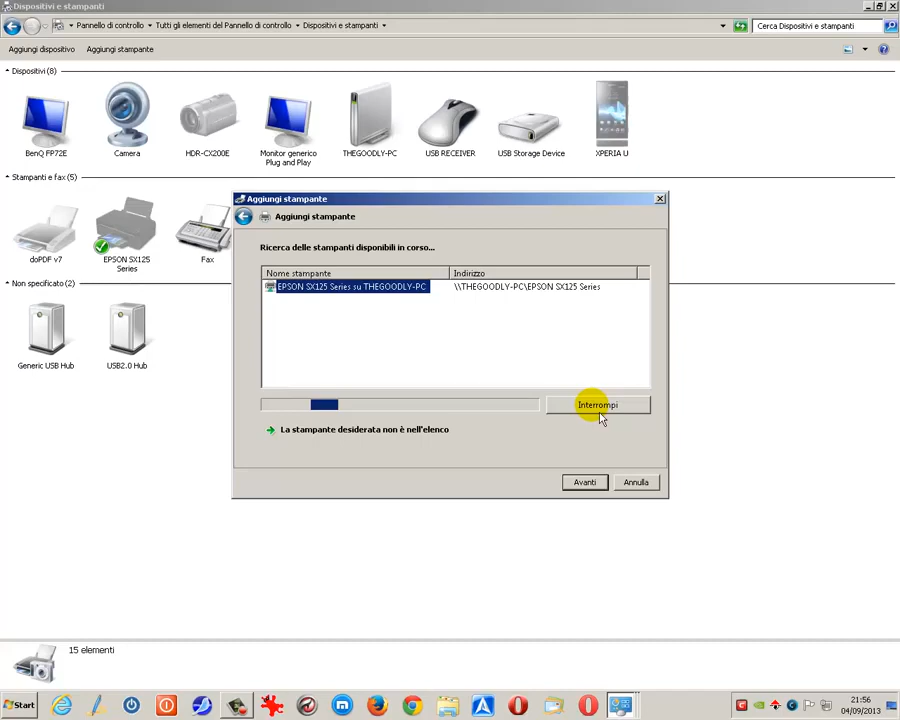 Dispositivi e stampanti
Pannello di controllo Tutti gli elementi del Pannello di controllo Dispositivi e stampanti
Cerca Dispositivi e stampanti
Aggiungi dispositivo Aggiungi stampante
Dispositivi (8)
BenQ FP72E
Camera
HDR-CX200E
Monitor generico
Plug and Play
THEGOODLY-PC
USB RECEIVER
USB Storage Device
XPERIA U
Stampanti e fax (5)
doPDF v7
EPSON SX125
Series
Fax
Non specificato (2)
Generic USB Hub
USB2.0 Hub
Aggiungi stampante
Aggiungi stampante
Ricerca delle stampanti disponibili in corso...
Nome stampante Indirizzo
EPSON SX125 Series su THEGOODLY-PC \\THEGOODLY-PC\EPSON SX125 Series
Interrompi
La stampante desiderata non è nell'elenco
Avanti Annulla
15 elementi
Start
21:56
04/09/2013